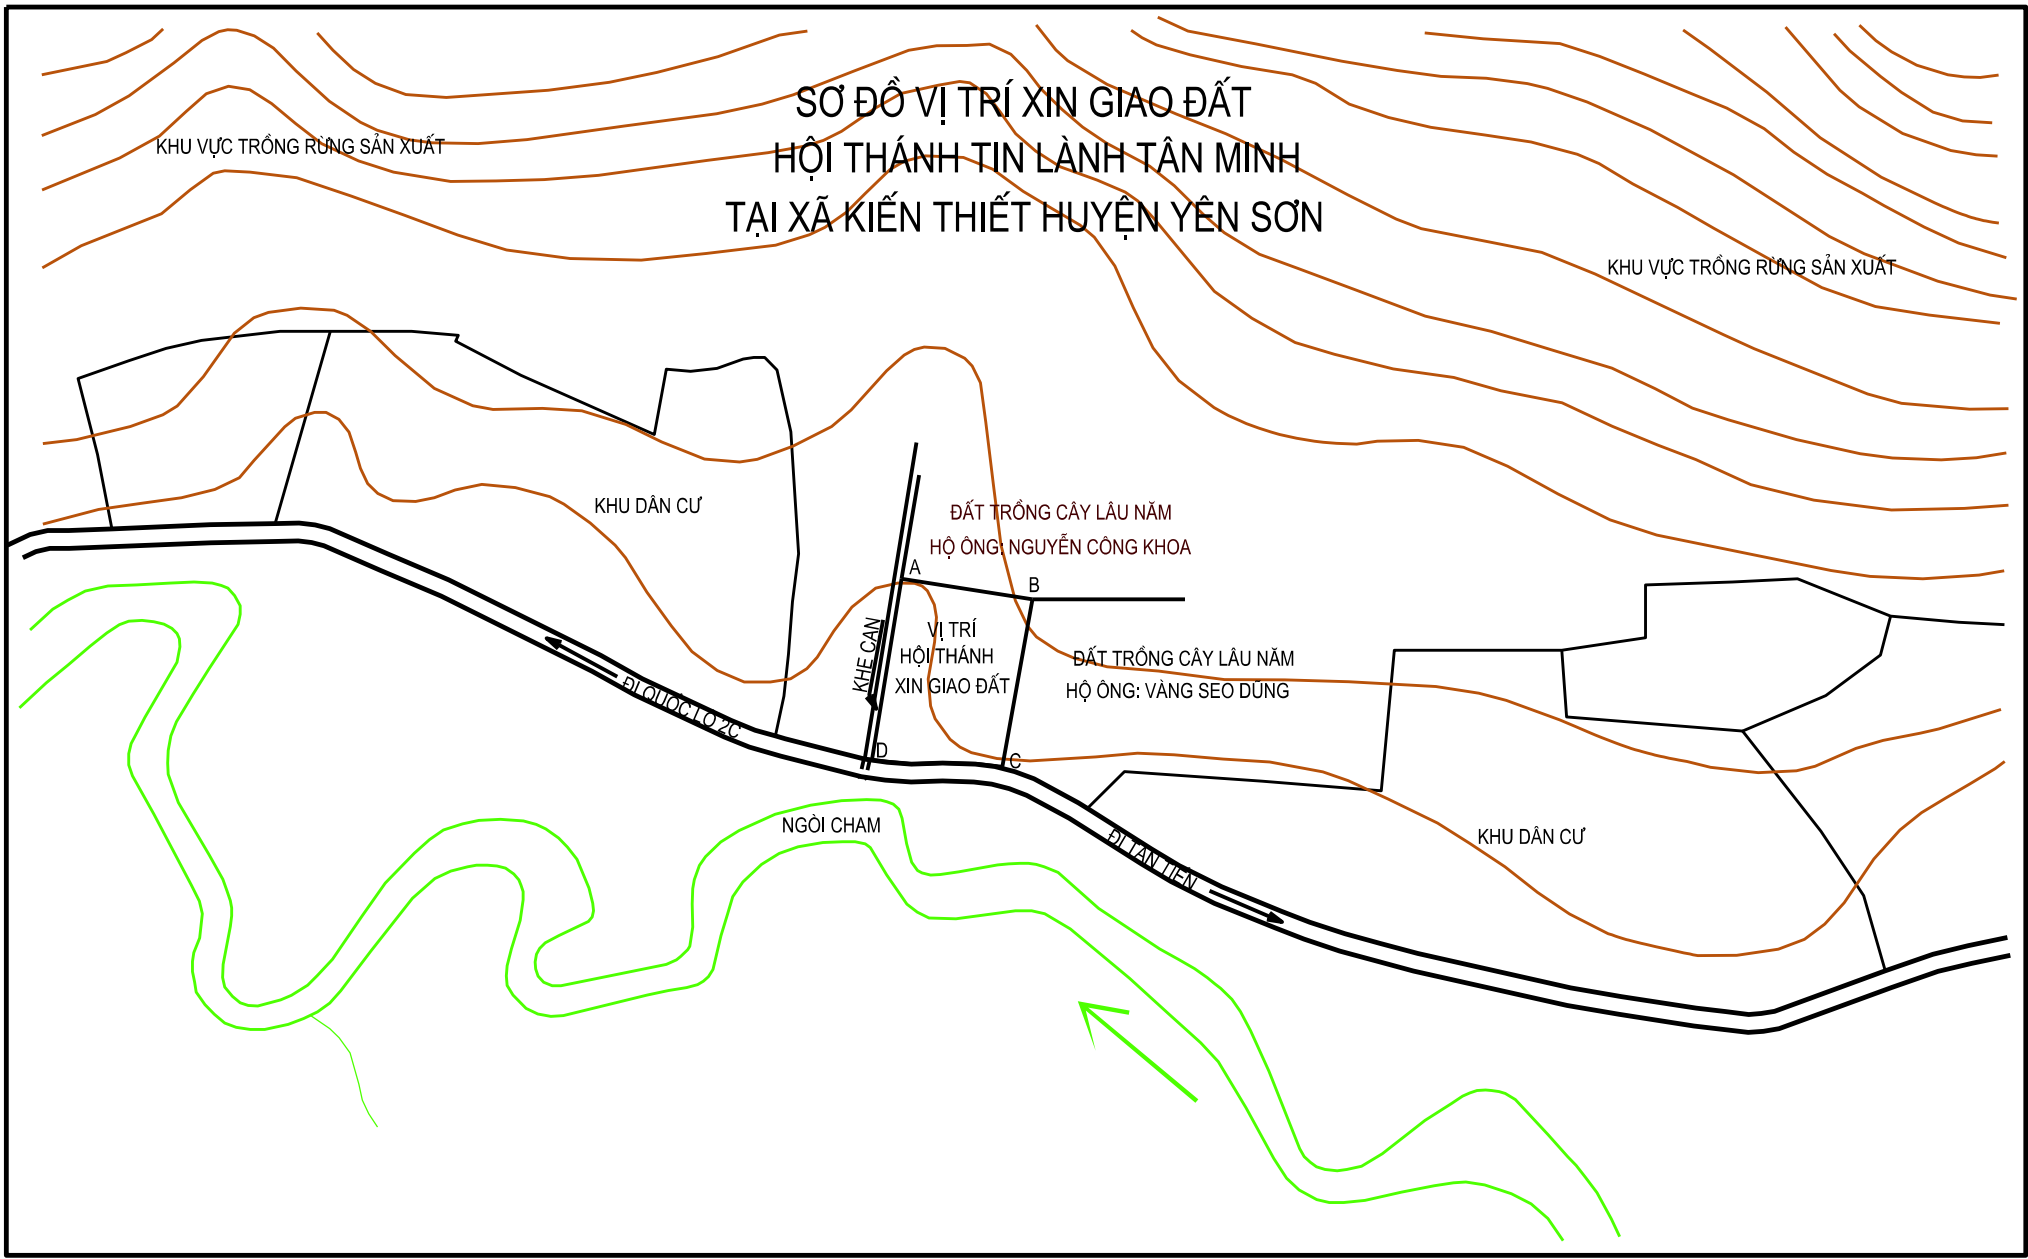 SƠ ĐỒ VỊ TRÍ XIN GIAO ĐẤT
HỘI THÁNH TIN LÀNH TÂN MINH
TẠI XÃ KIẾN THIẾT HUYỆN YÊN SƠN
KHU VỰC TRỒNG RỪNG SẢN XUẤT
KHU VỰC TRỒNG RỪNG SẢN XUẤT
KHU DÂN CƯ
ĐẤT TRỒNG CÂY LÂU NĂM
HỘ ÔNG: NGUYỄN CÔNG KHOA
A
B
KHE CẠN
VỊ TRÍ
HỘI THÁNH
XIN GIAO ĐẤT
ĐẤT TRỒNG CÂY LÂU NĂM
HỘ ÔNG: VÀNG SEO DŨNG
ĐI QUỐC LỘ 2C
D
C
NGÒI CHAM
ĐI TÂN TIẾN
KHU DÂN CƯ